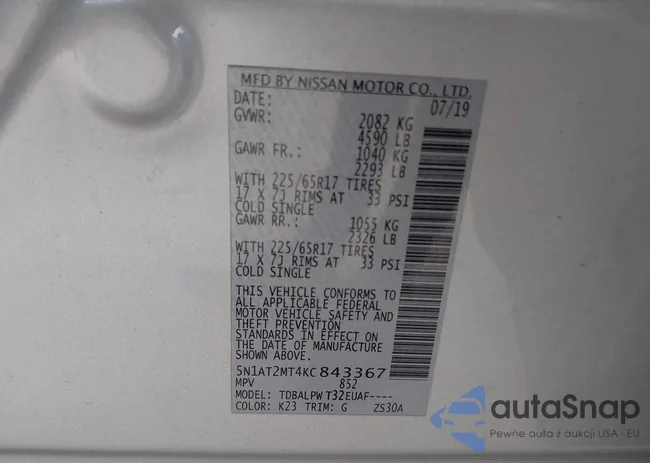 MFD BY NISSAN MOTOR CO., LTD.
DATE: 07/19
GVWR: 2082 KG
4590 LB
GAWR FR.: 1040 KG
2293 LB
WITH 225/65R17 TIRES
17 X 7J RIMS AT 33 PSI
COLD SINGLE
GAWR RR.: 1055 KG
2326 LB
WITH 225/65R17 TIRES
17 X 7J RIMS AT 33 PSI
COLD SINGLE
THIS VEHICLE CONFORMS TO
ALL APPLICABLE FEDERAL
MOTOR VEHICLE SAFETY AND
THEFT PREVENTION
STANDARDS IN EFFECT ON
THE DATE OF MANUFACTURE
SHOWN ABOVE.
5N1AT2MT4KC843367
MPV 852
MODEL: TDBALPWT32EUAF----
COLOR: K23 TRIM: G ZS30A
autoSnap
Pewne auta z aukcji USA i EU